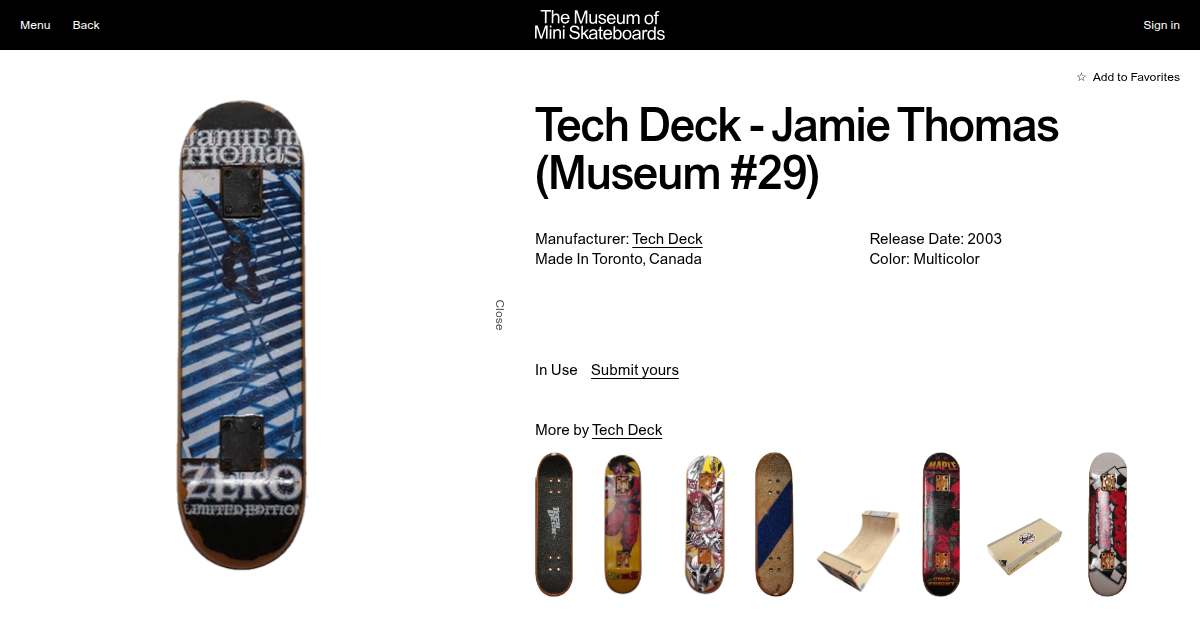 Menu
Back
The Museum of
Mini Skateboards
Sign in
☆ Add to Favorites
Tech Deck - Jamie Thomas
(Museum #29)
Manufacturer: Tech Deck
Made In Toronto, Canada
Release Date: 2003
Color: Multicolor
Close
In Use Submit yours
More by Tech Deck
JAMIE
THOMAS
ZERO
LIMITED EDITION
MAPLE